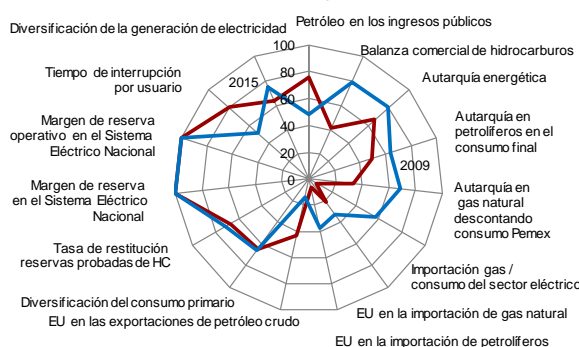 Diversificación de la generación de electricidad
Petróleo en los ingresos públicos
Balanza comercial de hidrocarburos
Autarquía energética
Autarquía en
petrolíferos en el
consumo final
Autarquía en
gas natural
descontando
consumo Pemex
Importación gas /
consumo del sector eléctrico
EU en la importación de gas natural
EU en la importación de petrolíferos
EU en las exportaciones de petróleo crudo
Diversificación del consumo primario
Tasa de restitución
reservas probadas de HC
Margen de reserva
en el Sistema Eléctrico
Nacional
Margen de reserva
operativo en el Sistema
Eléctrico Nacional
Tiempo de interrupción
por usuario
100
80
60
40
20
0
2015
2009